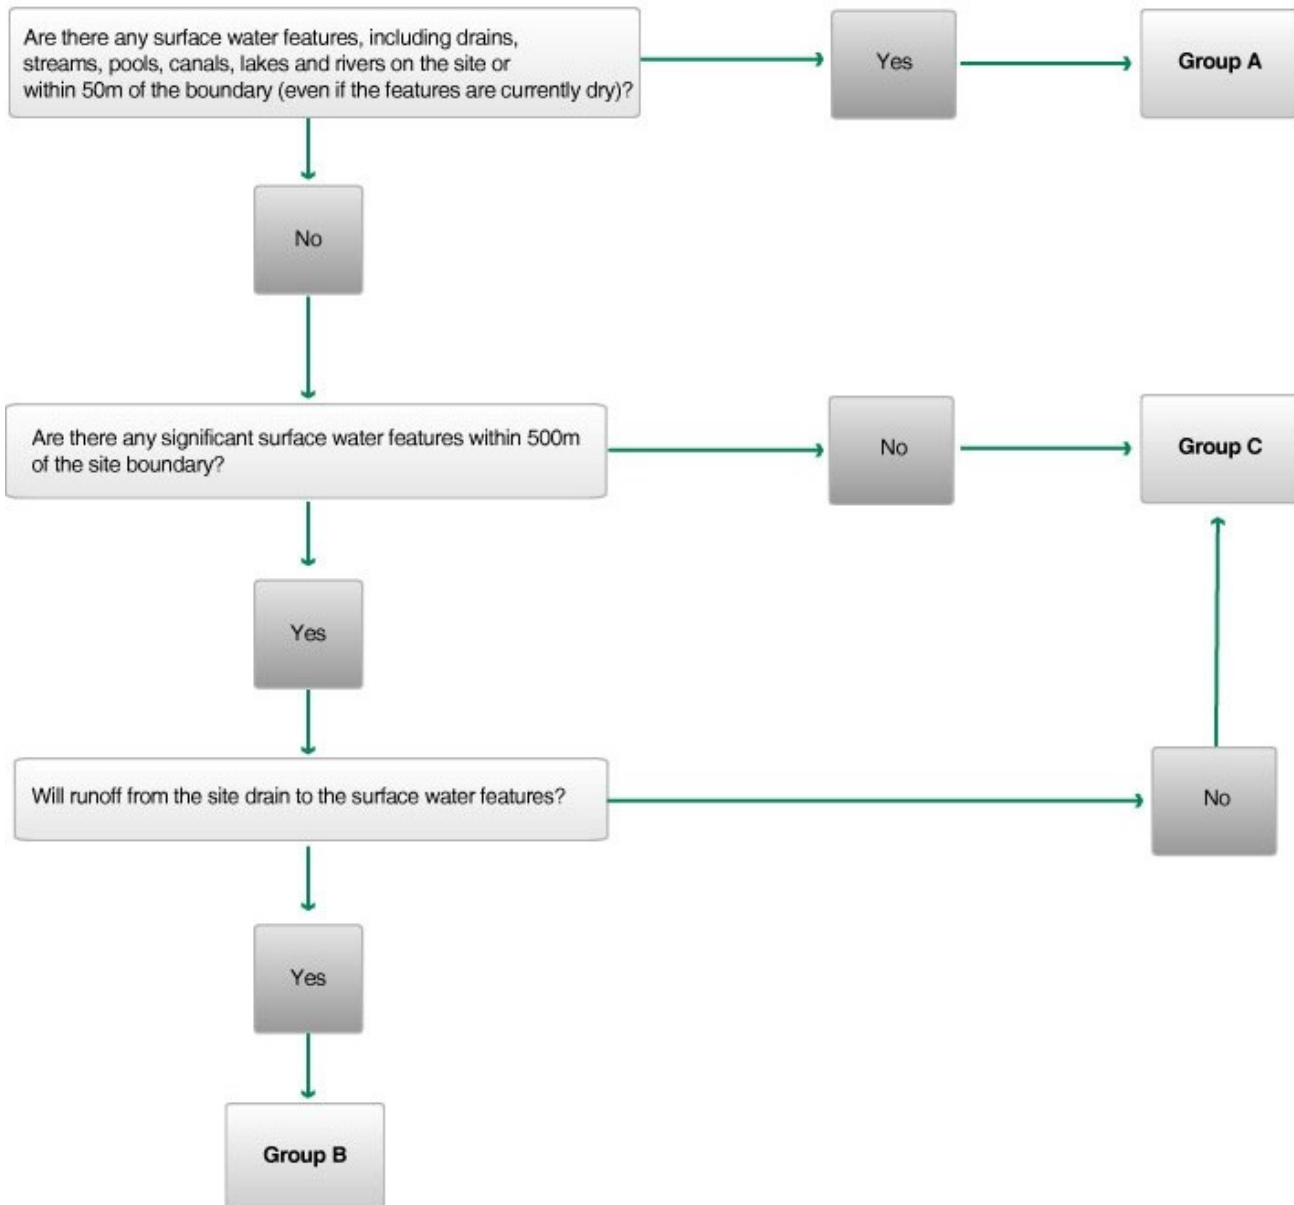 Are there any surface water features, including drains,
streams, pools, canals, lakes and rivers on the site or
within 50m of the boundary (even if the features are currently dry)?
Yes
Group A
No
Are there any significant surface water features within 500m
of the site boundary?
No
Group C
Yes
Will runoff from the site drain to the surface water features?
No
Yes
Group B